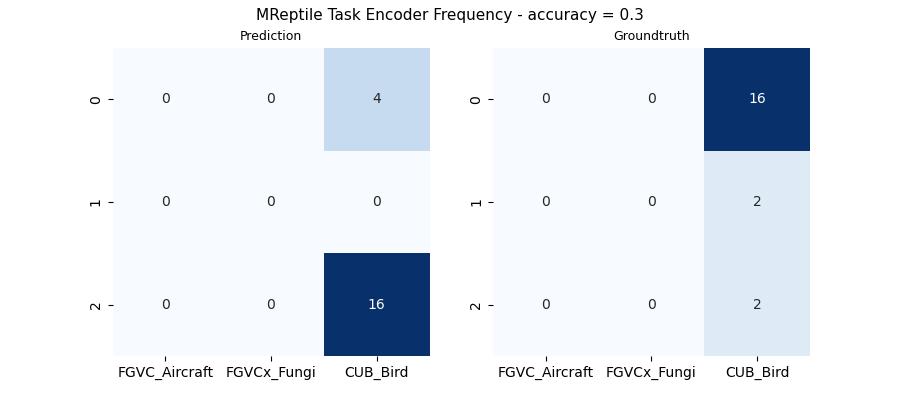 MReptile Task Encoder Frequency - accuracy = 0.3
Prediction
Groundtruth
0
0
0
4
1
0
0
0
2
0
0
16
FGVC_Aircraft
FGVCx_Fungi
CUB_Bird
0
0
0
16
1
0
0
2
2
0
0
2
FGVC_Aircraft
FGVCx_Fungi
CUB_Bird